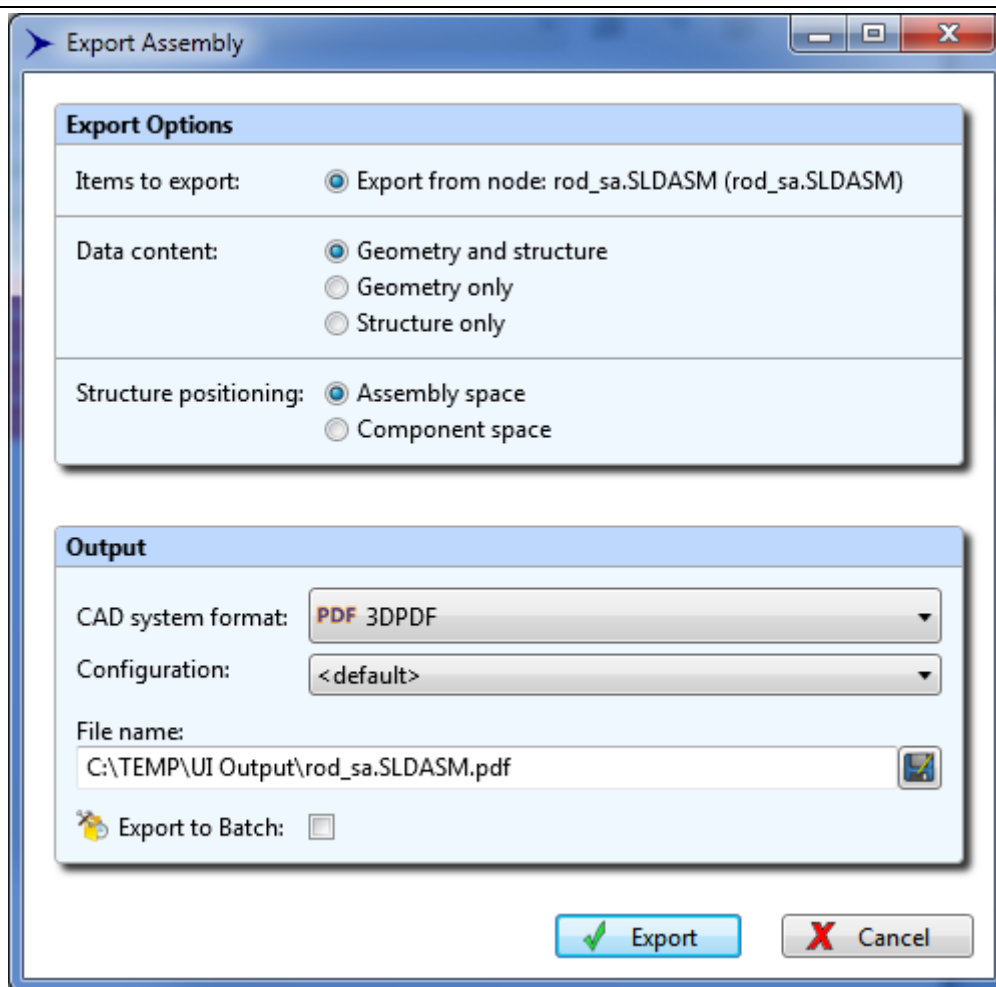 Export Assembly
Export Options
Items to export: Export from node: rod_sa.SLDASM (rod_sa.SLDASM)
Data content: Geometry and structure
Geometry only
Structure only
Structure positioning: Assembly space
Component space
Output
CAD system format: PDF 3DPDF
Configuration: <default>
File name:
C:\TEMP\UI Output\rod_sa.SLDASM.pdf
Export to Batch:
Export Cancel